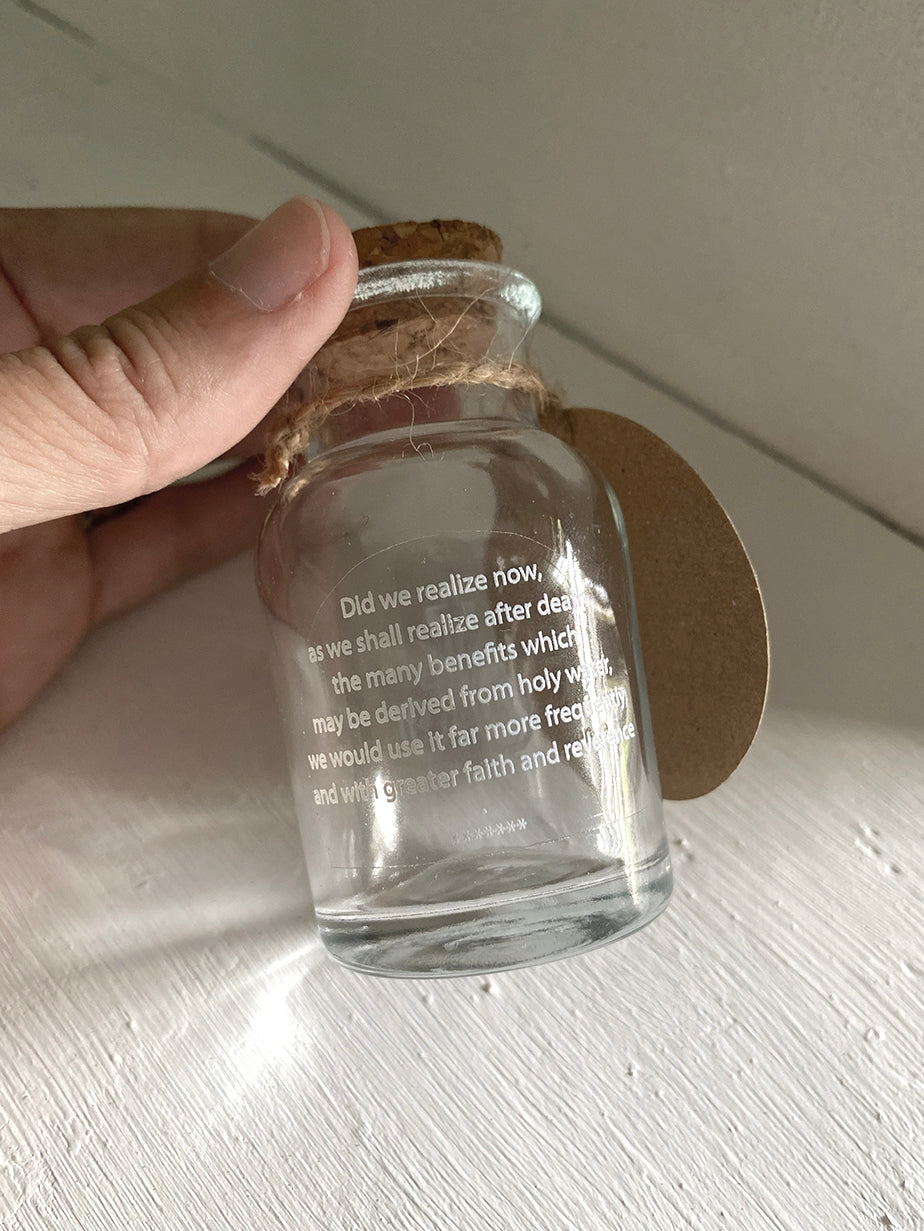 Did we realize now,
as we shall realize after death
the many benefits which
may be derived from holy water,
we would use it far more frequently
and with greater faith and reverence
*******